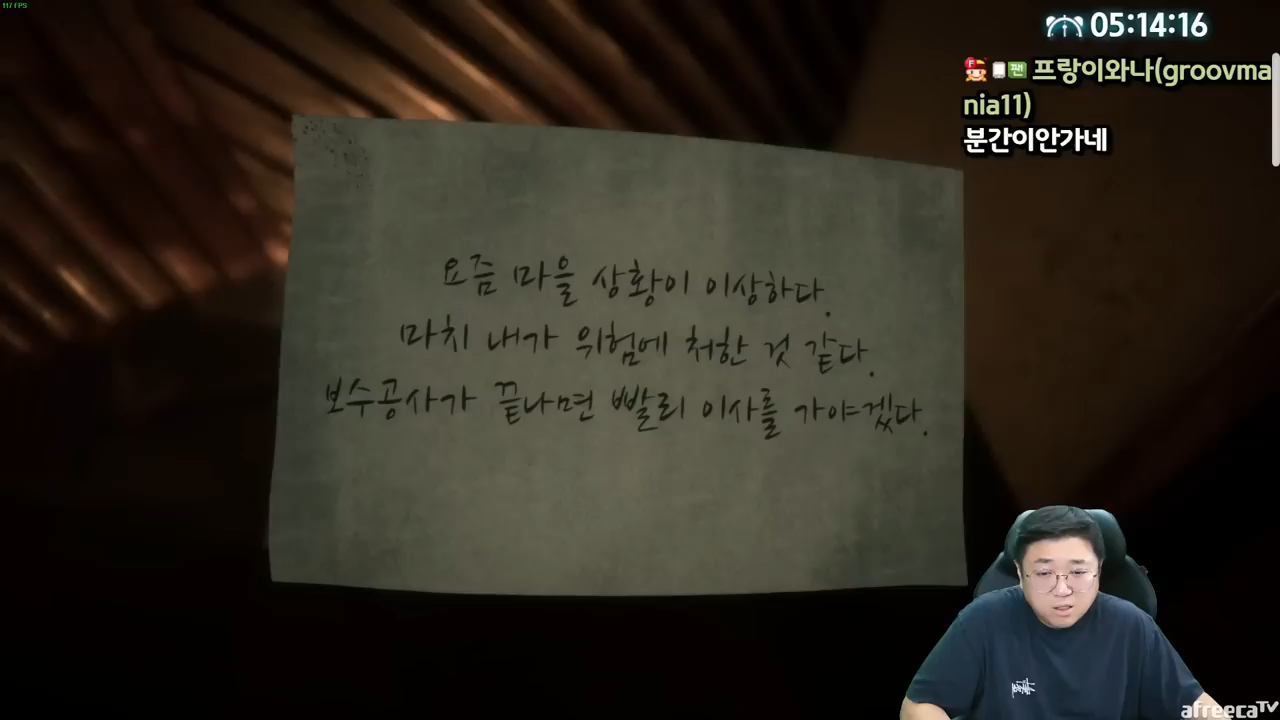 117 FPS
05:14:16
프랑이와나(groovma
nia11)
분간이안가네
요즘 마을 상황이 이상하다.
마치 내가 위험에 처한 것 같다.
보수공사가 끝나면 빨리 이사를 가야겠다.
afreecaTV